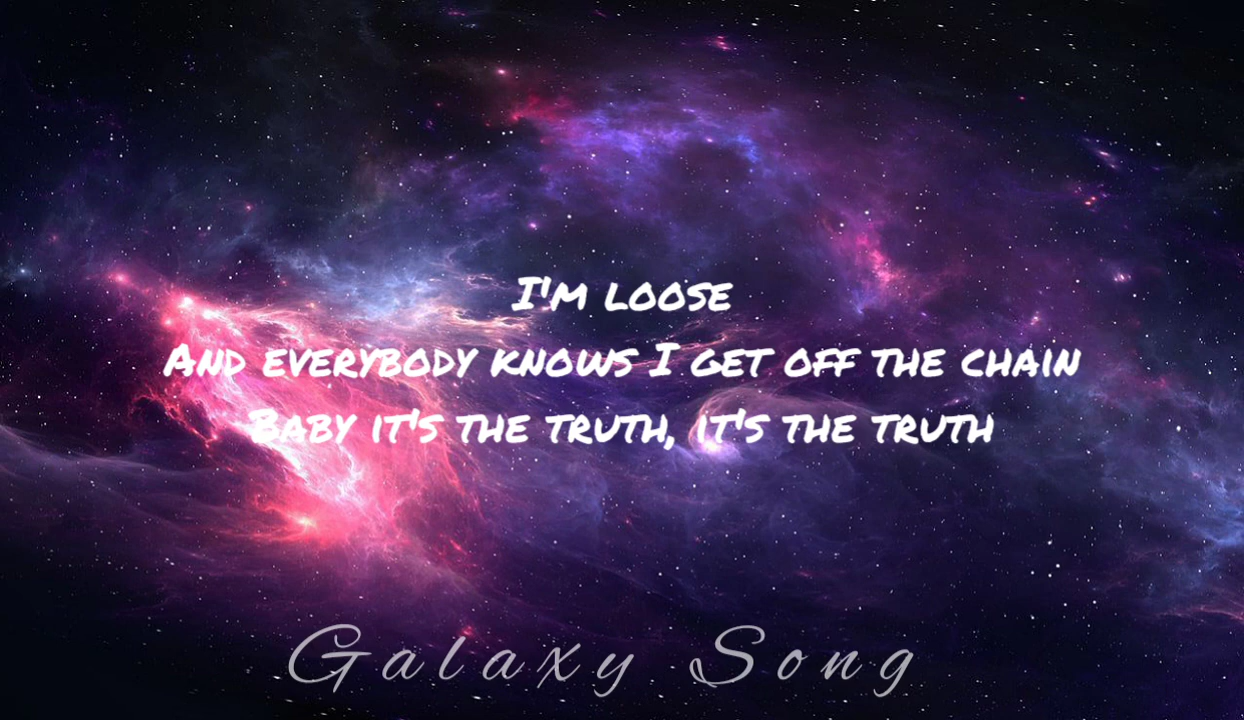 I'm loose
And everybody knows I get off the chain
Baby it's the truth, it's the truth
Galaxy Song